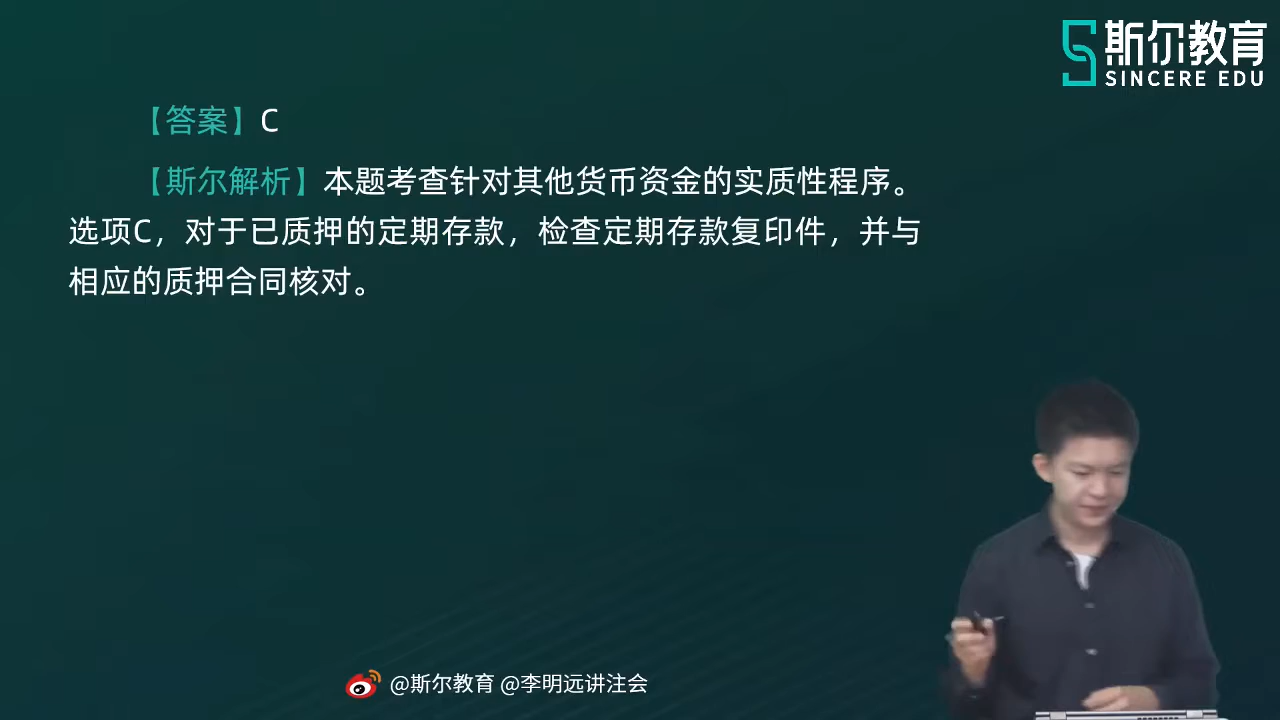 斯尔教育
SINCERE EDU
【答案】C
【斯尔解析】本题考查针对其他货币资金的实质性程序。
选项C，对于已质押的定期存款，检查定期存款复印件，并与
相应的质押合同核对。
@斯尔教育 @李明远讲注会